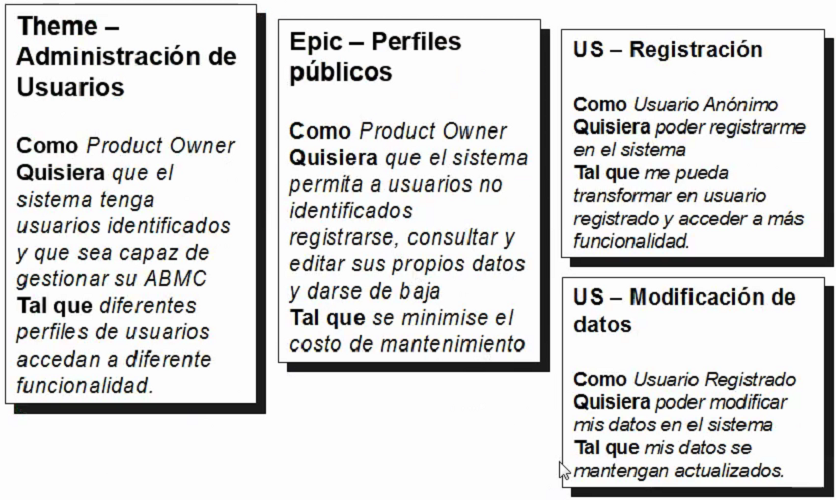 Theme –
Administración de
Usuarios
Como Product Owner
Quisiera que el
sistema tenga
usuarios identificados
y que sea capaz de
gestionar su ABMC
Tal que diferentes
perfiles de usuarios
accedan a diferente
funcionalidad.
Epic – Perfiles
públicos
Como Product Owner
Quisiera que el sistema
permita a usuarios no
identificados
registrarse, consultar y
editar sus propios datos
y darse de baja
Tal que se minimise el
costo de mantenimiento
US – Registración
Como Usuario Anónimo
Quisiera poder registrarme
en el sistema
Tal que me pueda
transformar en usuario
registrado y acceder a más
funcionalidad.
US – Modificación de
datos
Como Usuario Registrado
Quisiera poder modificar
mis datos en el sistema
Tal que mis datos se
mantengan actualizados.